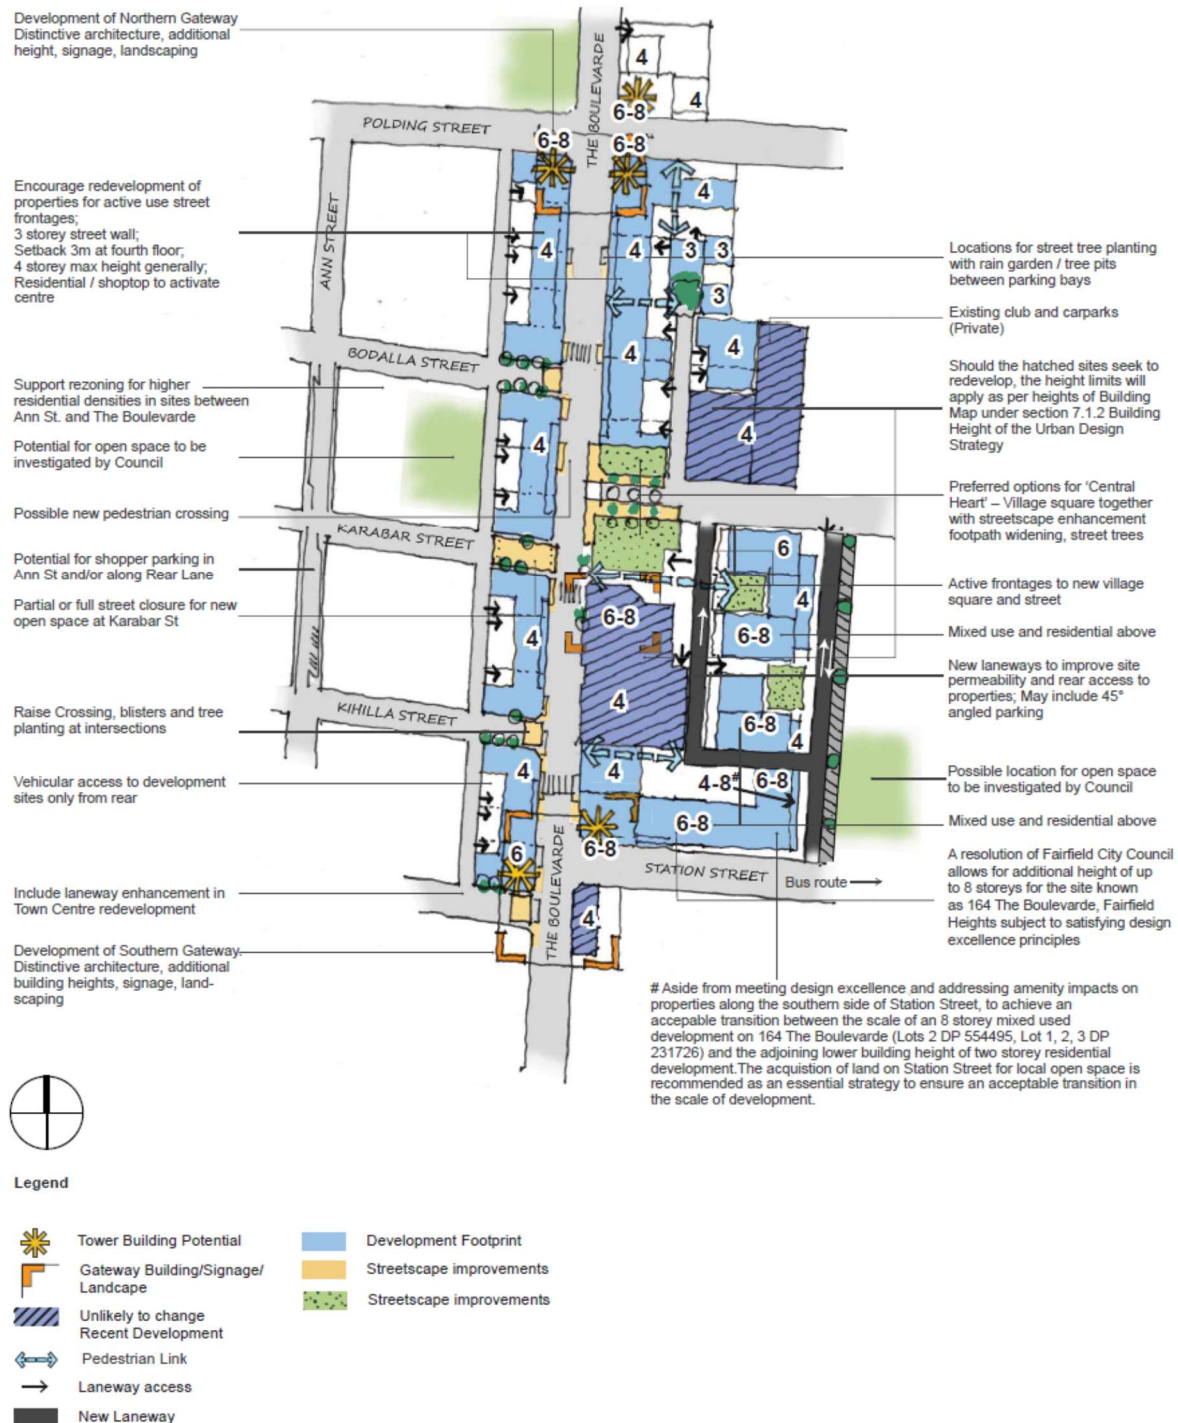 Development of Northern Gateway
Distinctive architecture, additional
height, signage, landscaping
Encourage redevelopment of
properties for active use street
frontages;
3 storey street wall;
Setback 3m at fourth floor;
4 storey max height generally;
Residential / shoptop to activate
centre
Support rezoning for higher
residential densities in sites between
Ann St. and The Boulevarde
Potential for open space to be
investigated by Council
Possible new pedestrian crossing
Potential for shopper parking in
Ann St and/or along Rear Lane
Partial or full street closure for new
open space at Karabar St
Raise Crossing, blisters and tree
planting at intersections
Vehicular access to development
sites only from rear
Include laneway enhancement in
Town Centre redevelopment
Development of Southern Gateway.
Distinctive architecture, additional
building heights, signage, land-
scaping
THE BOULEVARDE
4
4
6-8
POLDING STREET
6-8
6-8
ANN STREET
4
4
4
3
3
3
BODALLA STREET
4
4
4
4
KARABAR STREET
6
4
6-8
6-8
4
4
KIHILLA STREET
6-8
4
4
4
4-8#
6-8
6-8
6
6-8
THE BOULEVARDE
STATION STREET
Bus route
4
Locations for street tree planting
with rain garden / tree pits
between parking bays
Existing club and carparks
(Private)
Should the hatched sites seek to
redevelop, the height limits will
apply as per heights of Building
Map under section 7.1.2 Building
Height of the Urban Design
Strategy
Preferred options for ‘Central
Heart’ – Village square together
with streetscape enhancement
footpath widening, street trees
Active frontages to new village
square and street
Mixed use and residential above
New laneways to improve site
permeability and rear access to
properties; May include 45°
angled parking
Possible location for open space
to be investigated by Council
Mixed use and residential above
A resolution of Fairfield City Council
allows for additional height of up
to 8 storeys for the site known
as 164 The Boulevarde, Fairfield
Heights subject to satisfying design
excellence principles
# Aside from meeting design excellence and addressing amenity impacts on
properties along the southern side of Station Street, to achieve an
accepable transition between the scale of an 8 storey mixed used
development on 164 The Boulevarde (Lots 2 DP 554495, Lot 1, 2, 3 DP
231726) and the adjoining lower building height of two storey residential
development.The acquistion of land on Station Street for local open space is
recommended as an essential strategy to ensure an acceptable transition in
the scale of development.
Legend
Tower Building Potential
Gateway Building/Signage/
Landcape
Unlikely to change
Recent Development
Pedestrian Link
Laneway access
New Laneway
Development Footprint
Streetscape improvements
Streetscape improvements